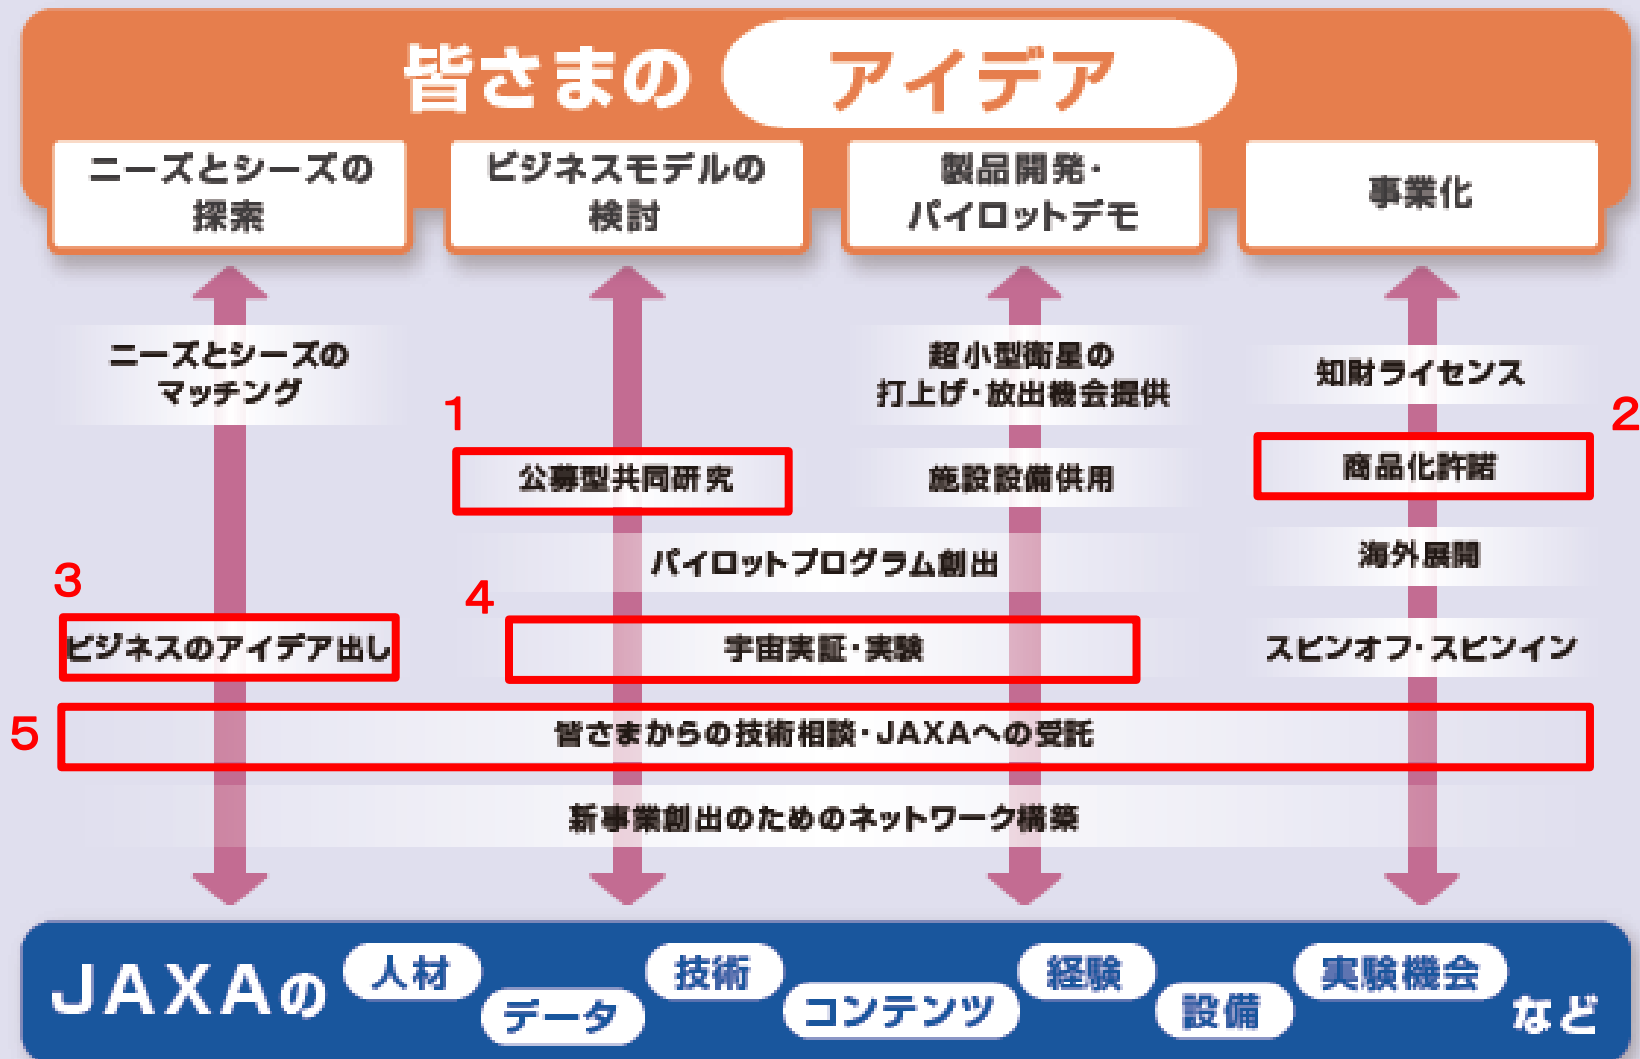 皆さまの アイデア
ニーズとシーズの
探索
ビジネスモデルの
検討
製品開発・
パイロットデモ
事業化
ニーズとシーズの
マッチング
超小型衛星の
打上げ・放出機会提供
知財ライセンス
1
公募型共同研究
施設設備供用
2
商品化許諾
パイロットプログラム創出
海外展開
3
ビジネスのアイデア出し
4
宇宙実証・実験
スピンオフ・スピンイン
5
皆さまからの技術相談・JAXAへの受託
新事業創出のためのネットワーク構築
JAXAの 人材 データ 技術 コンテンツ 経験 設備 実験機会 など